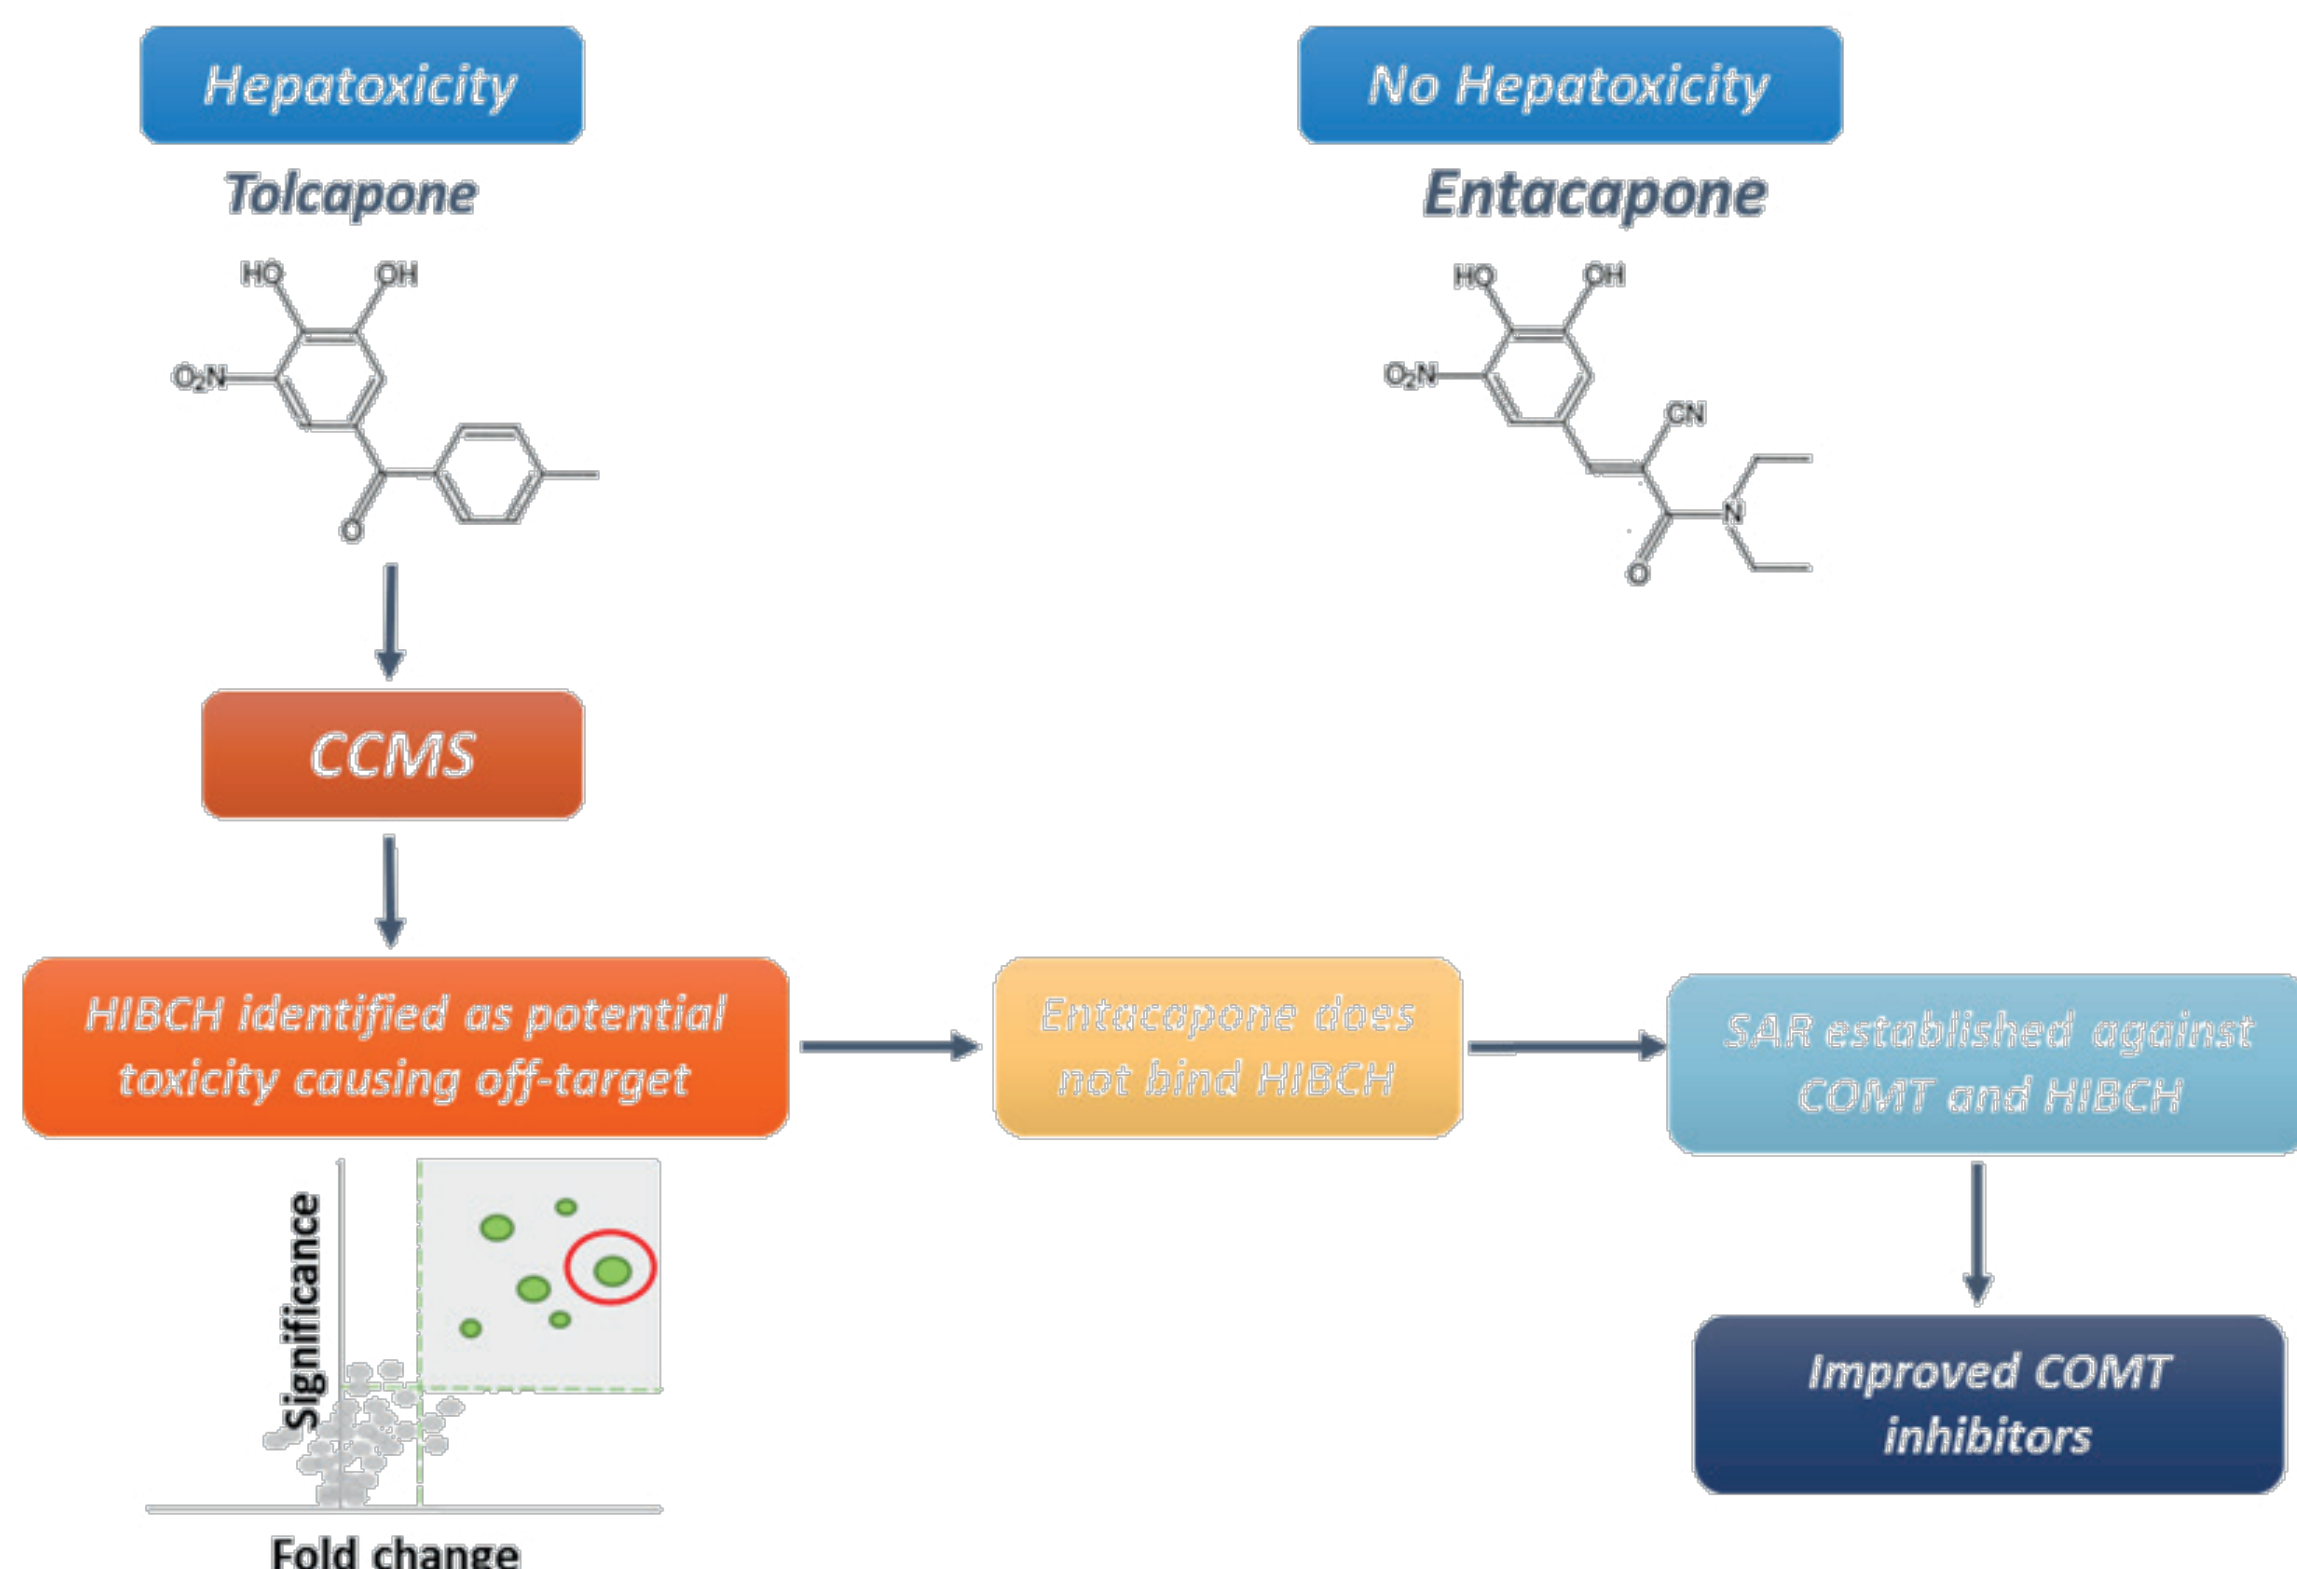 Hepatoxicity
No Hepatoxicity
Tolcapone
Entacapone
HO
OH
O₂N
O
HO
OH
O₂N
CN
N
O
CCMS
HIBCH identified as potential
toxicity causing off-target
Entacapone does
not bind HIBCH
SAR established against
COMT and HIBCH
Significance
Fold change
Improved COMT
inhibitors